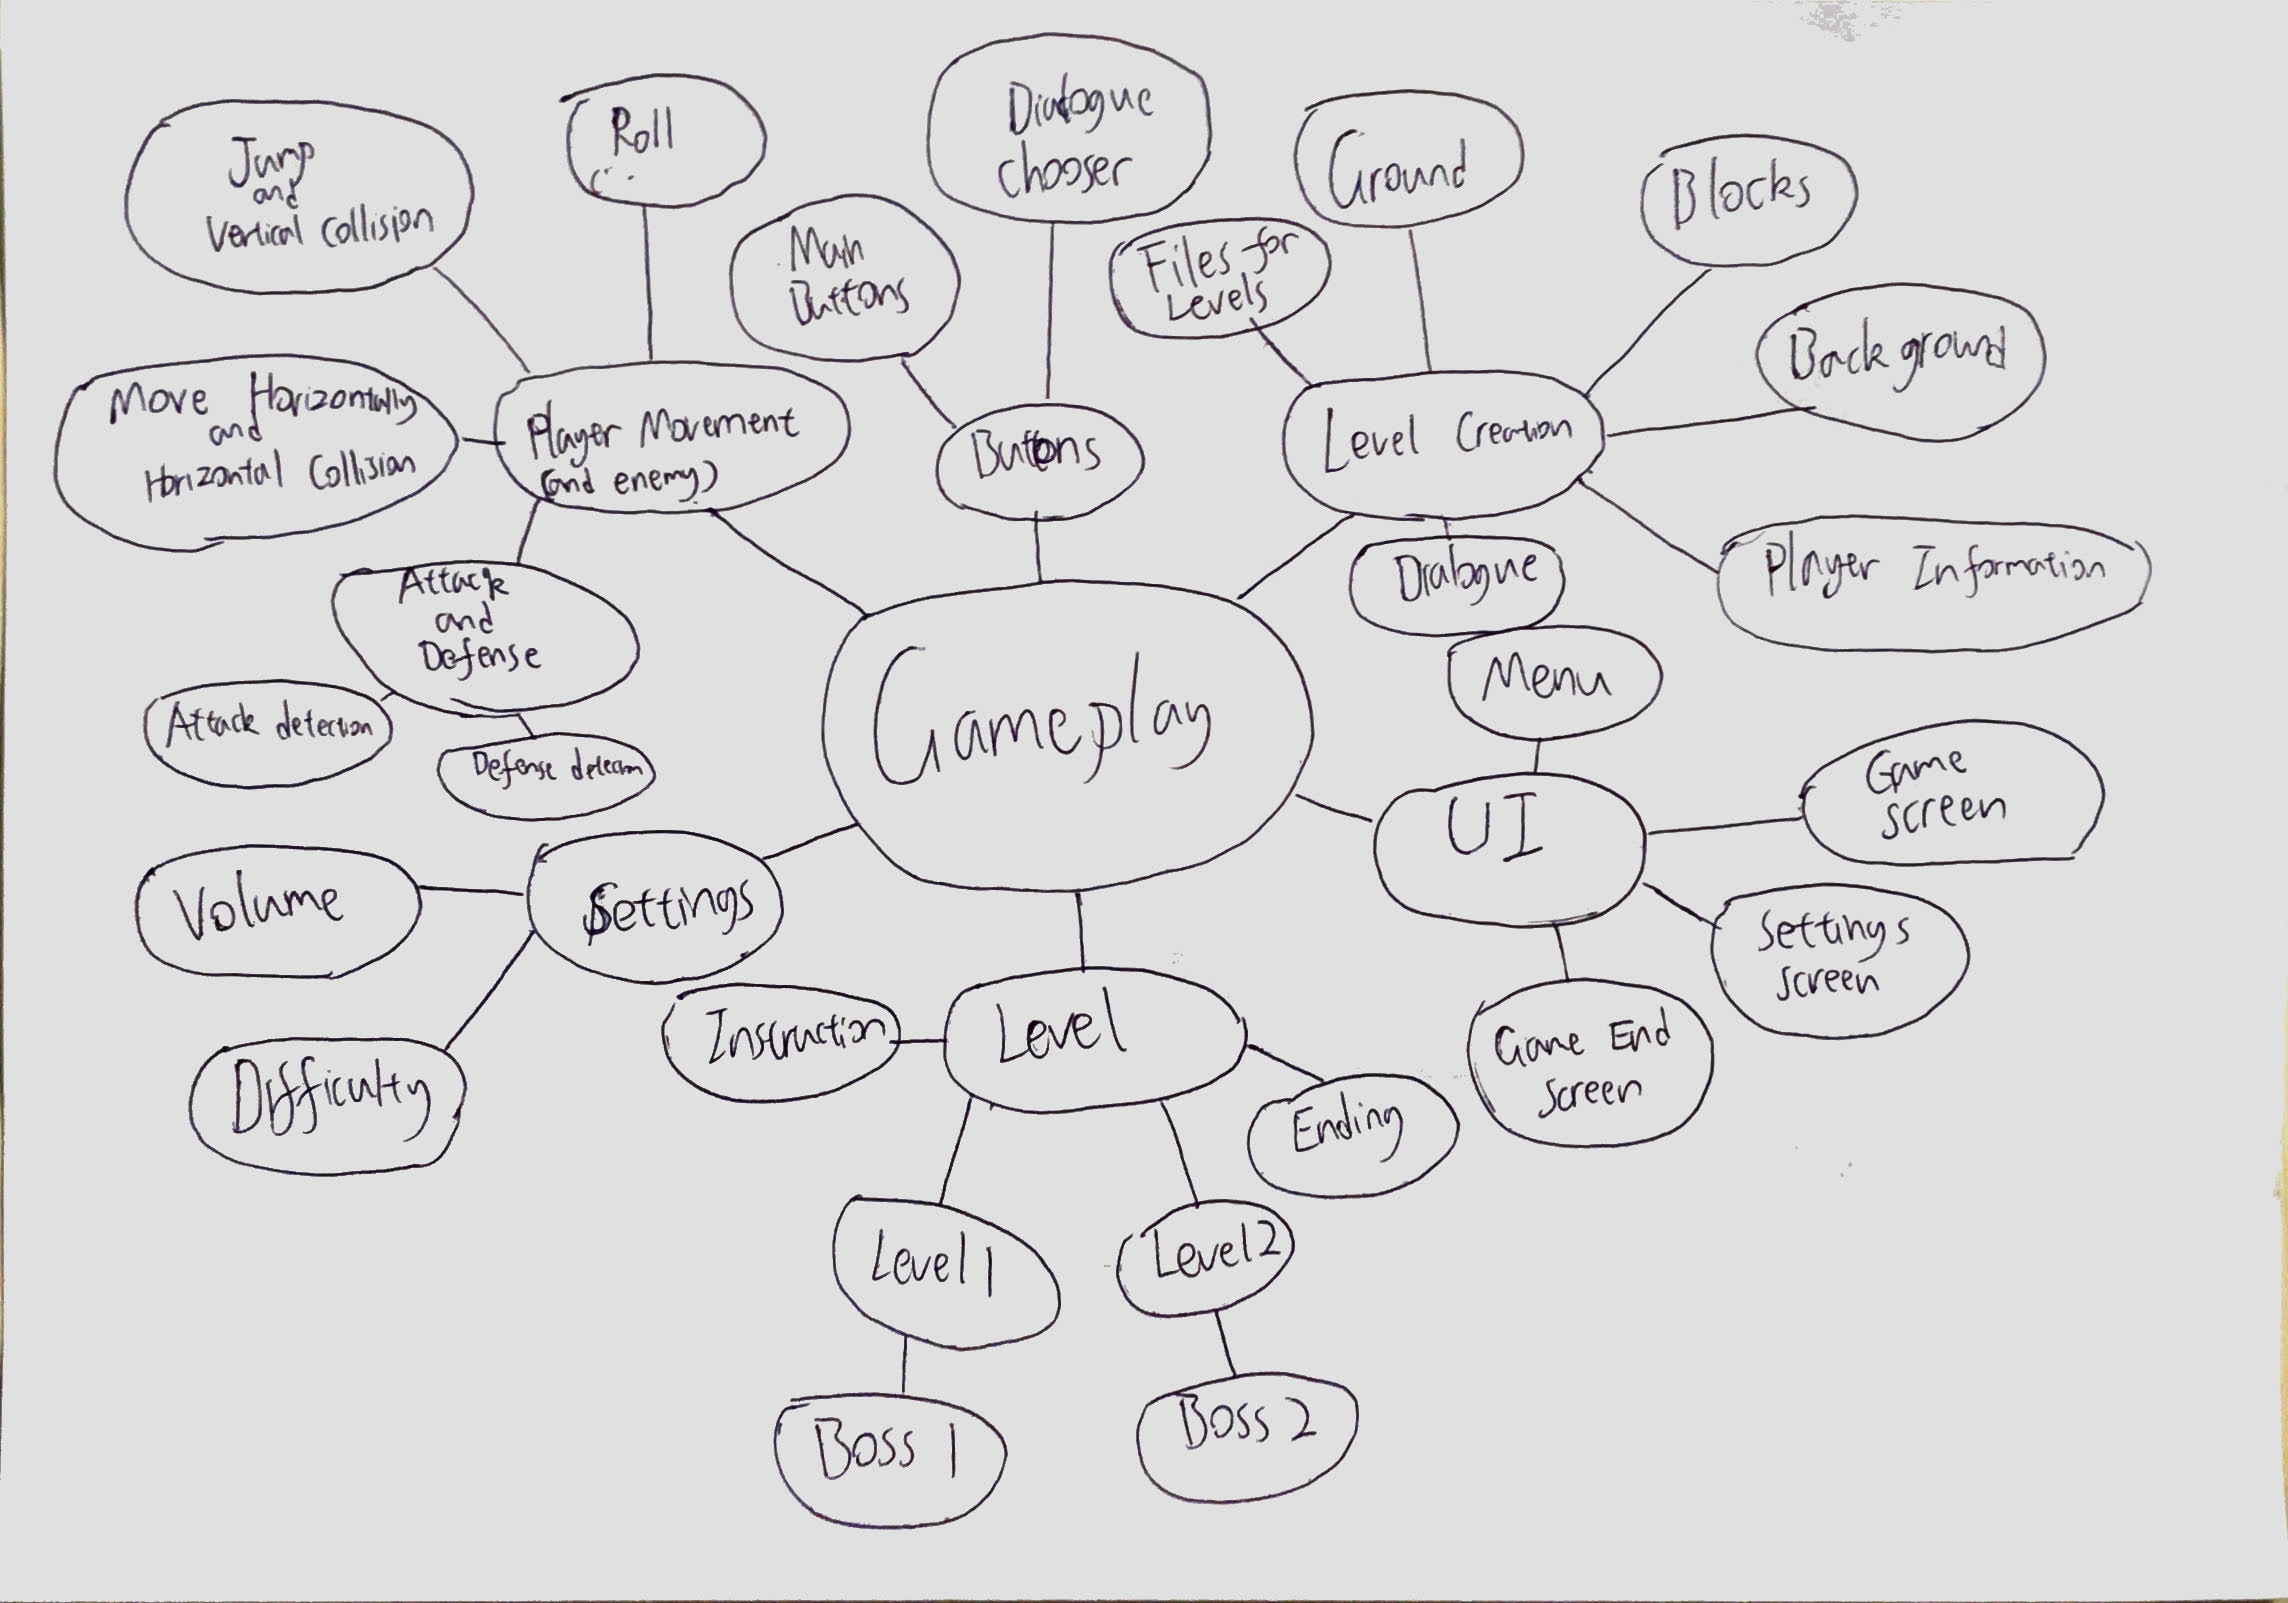 Jump
and
Vertical Collision
Roll
Main
Buttons
Dialogue
chooser
Files for
Levels
Ground
Blocks
Background
Move Horizontally
and
Horizontal Collision
Player Movement
(and enemy)
Buttons
Level Creation
Player Information
Dialogue
Attack
and
Defense
Attack detection
Defense detection
Gameplay
Menu
UI
Game
screen
Settings
screen
Game End
screen
Settings
Volume
Difficulty
Instruction
Level
Ending
Level 1
Level 2
Boss 1
Boss 2